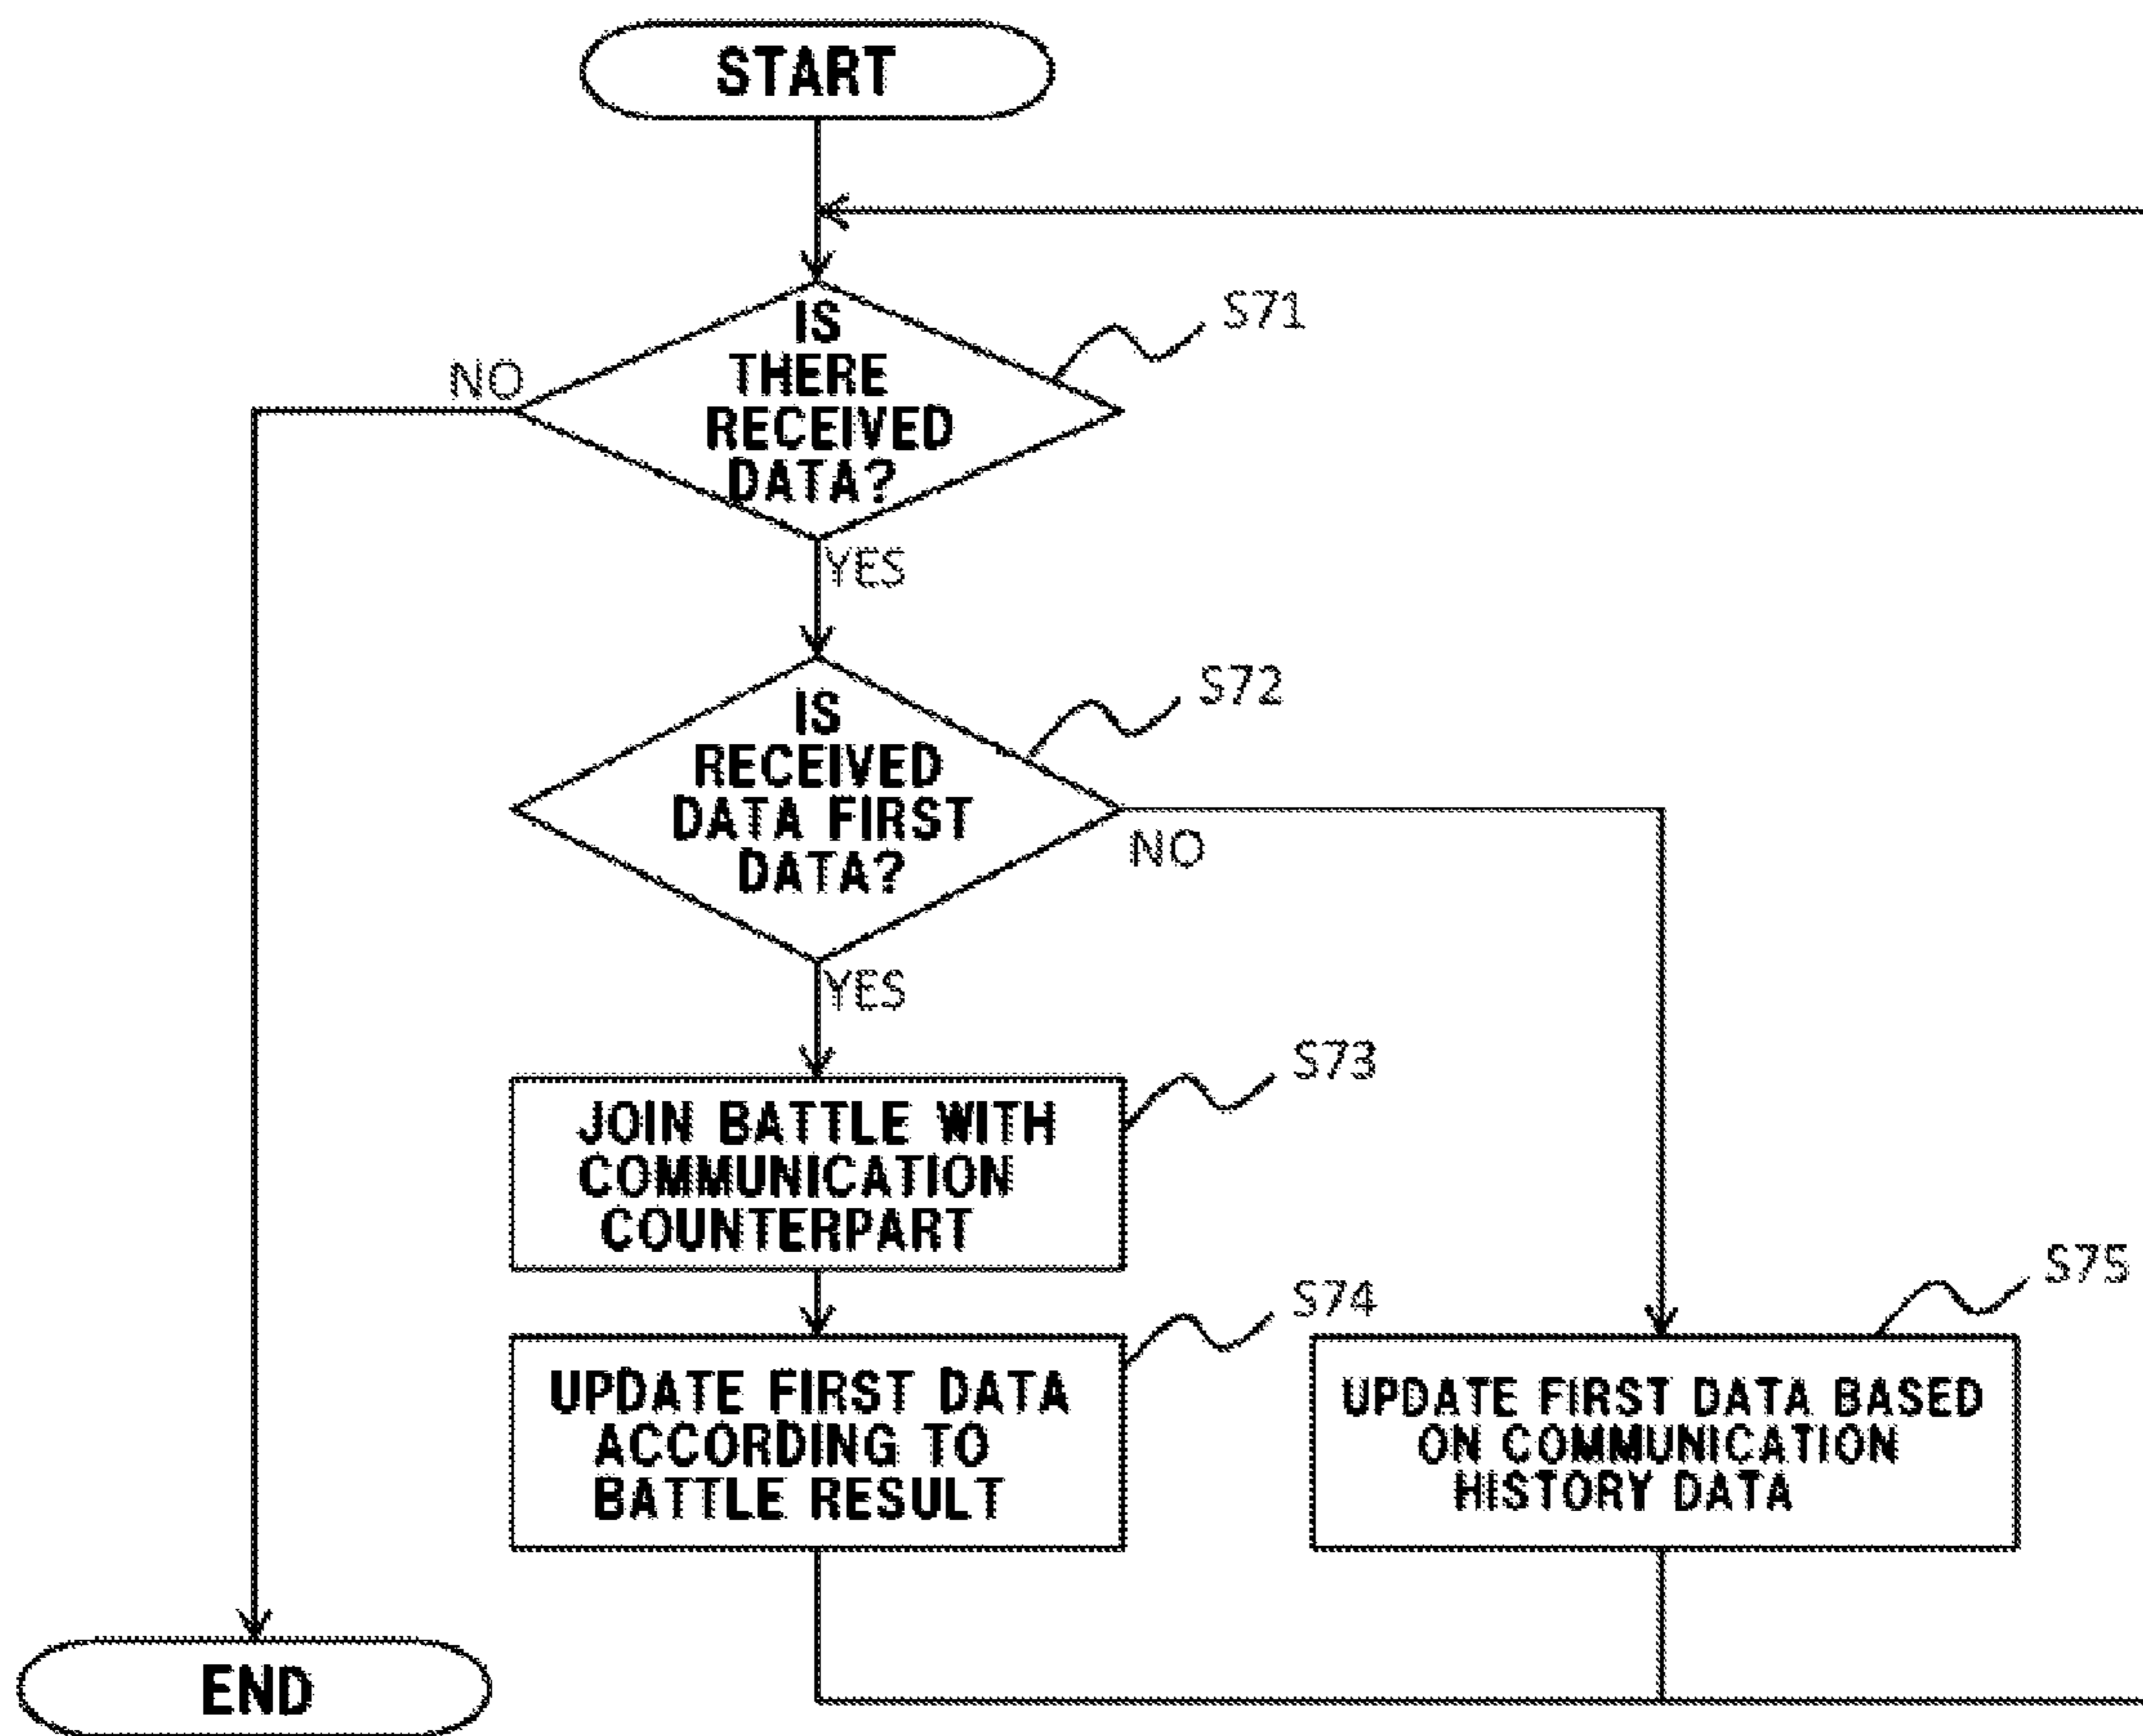 START
IS
THERE
RECEIVED
DATA?
S71
NO
YES
IS
RECEIVED
DATA FIRST
DATA?
S72
NO
YES
JOIN BATTLE WITH
COMMUNICATION
COUNTERPART
S73
UPDATE FIRST DATA
ACCORDING TO
BATTLE RESULT
S74
UPDATE FIRST DATA BASED
ON COMMUNICATION
HISTORY DATA
S75
END